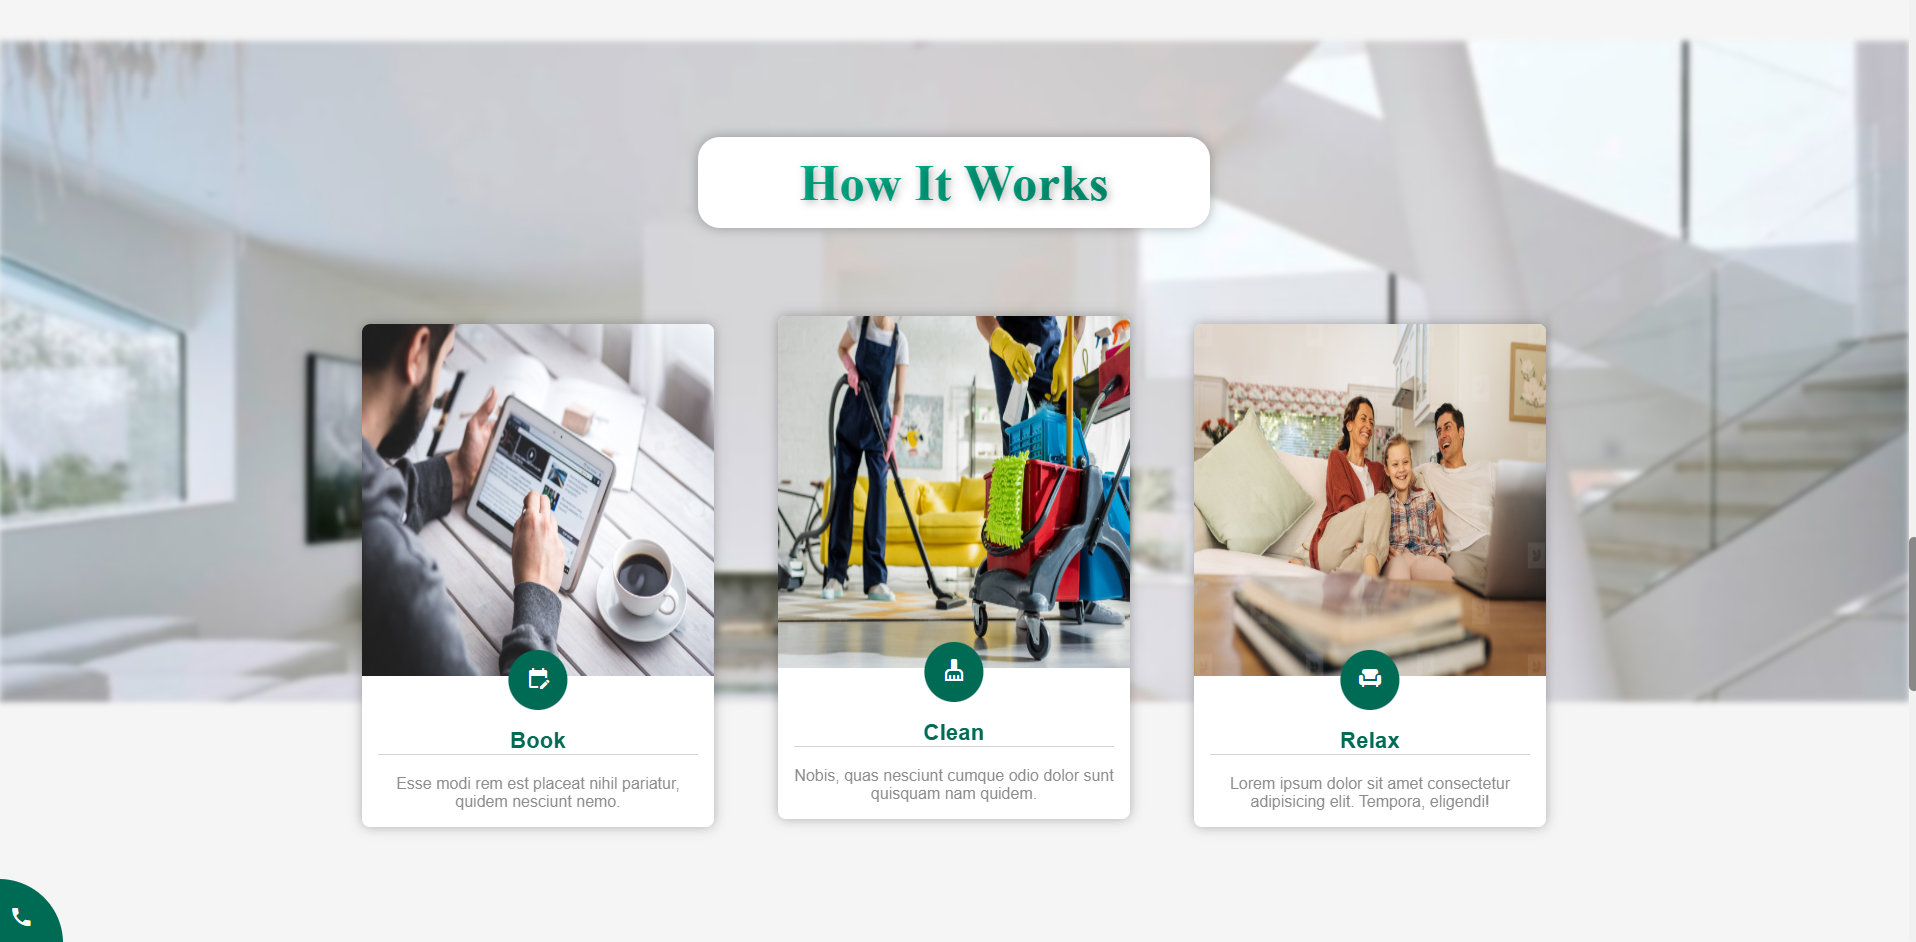 How It Works
Book
Esse modi rem est placeat nihil pariatur,
quidem nesciunt nemo.
Clean
Nobis, quas nesciunt cumque odio dolor sunt
quisquam nam quidem.
Relax
Lorem ipsum dolor sit amet consectetur
adipisicing elit. Tempora, eligendi!